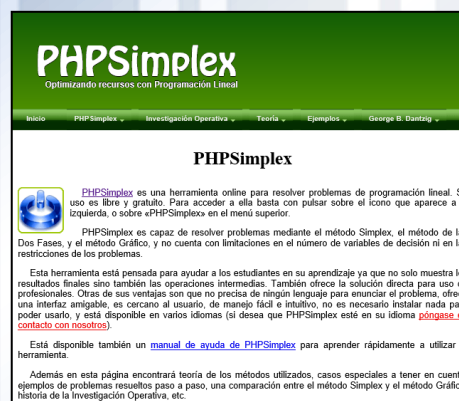 PHPSimplex
Optimizando recursos con Programación Lineal
Inicio PHPSimplex Investigación Operativa Teoría Ejemplos George B. Dantzig
PHPSimplex
PHPSimplex es una herramienta online para resolver problemas de programación lineal. S
uso es libre y gratuito. Para acceder a ella basta con pulsar sobre el icono que aparece a
izquierda, o sobre «PHPSimplex» en el menú superior.
PHPSimplex es capaz de resolver problemas mediante el método Simplex, el método de la
Dos Fases, y el método Gráfico, y no cuenta con limitaciones en el número de variables de decisión ni en la
restricciones de los problemas.
Esta herramienta está pensada para ayudar a los estudiantes en su aprendizaje ya que no solo muestra lo
resultados finales sino también las operaciones intermedias. También ofrece la solución directa para uso d
profesionales. Otras de sus ventajas son que no precisa de ningún lenguaje para enunciar el problema, ofrec
una interfaz amigable, es cercano al usuario, de manejo fácil e intuitivo, no es necesario instalar nada pa
poder usarlo, y está disponible en varios idiomas (si desea que PHPSimplex esté en su idioma póngase e
contacto con nosotros).
Está disponible también un manual de ayuda de PHPSimplex para aprender rápidamente a utilizar
herramienta.
Además en esta página encontrará teoría de los métodos utilizados, casos especiales a tener en cuent
ejemplos de problemas resueltos paso a paso, una comparación entre el método Simplex y el método Gráfic
historia de la Investigación Operativa, etc.